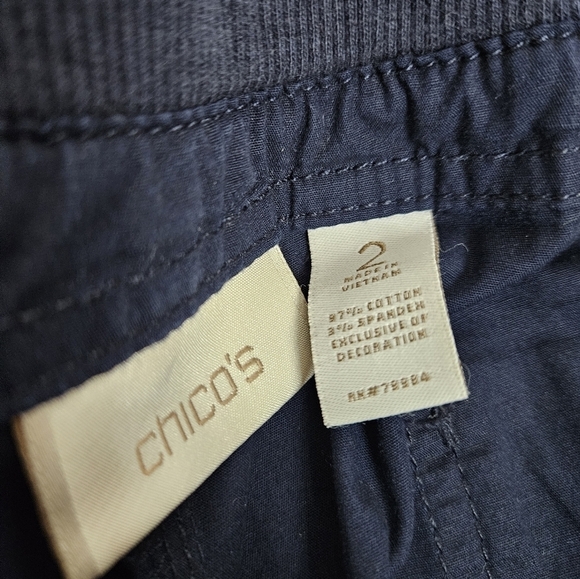 chico's
2
MADE IN
VIETNAM
97% COTTON
3% SPANDEX
EXCLUSIVE OF
DECORATION
RN#79984